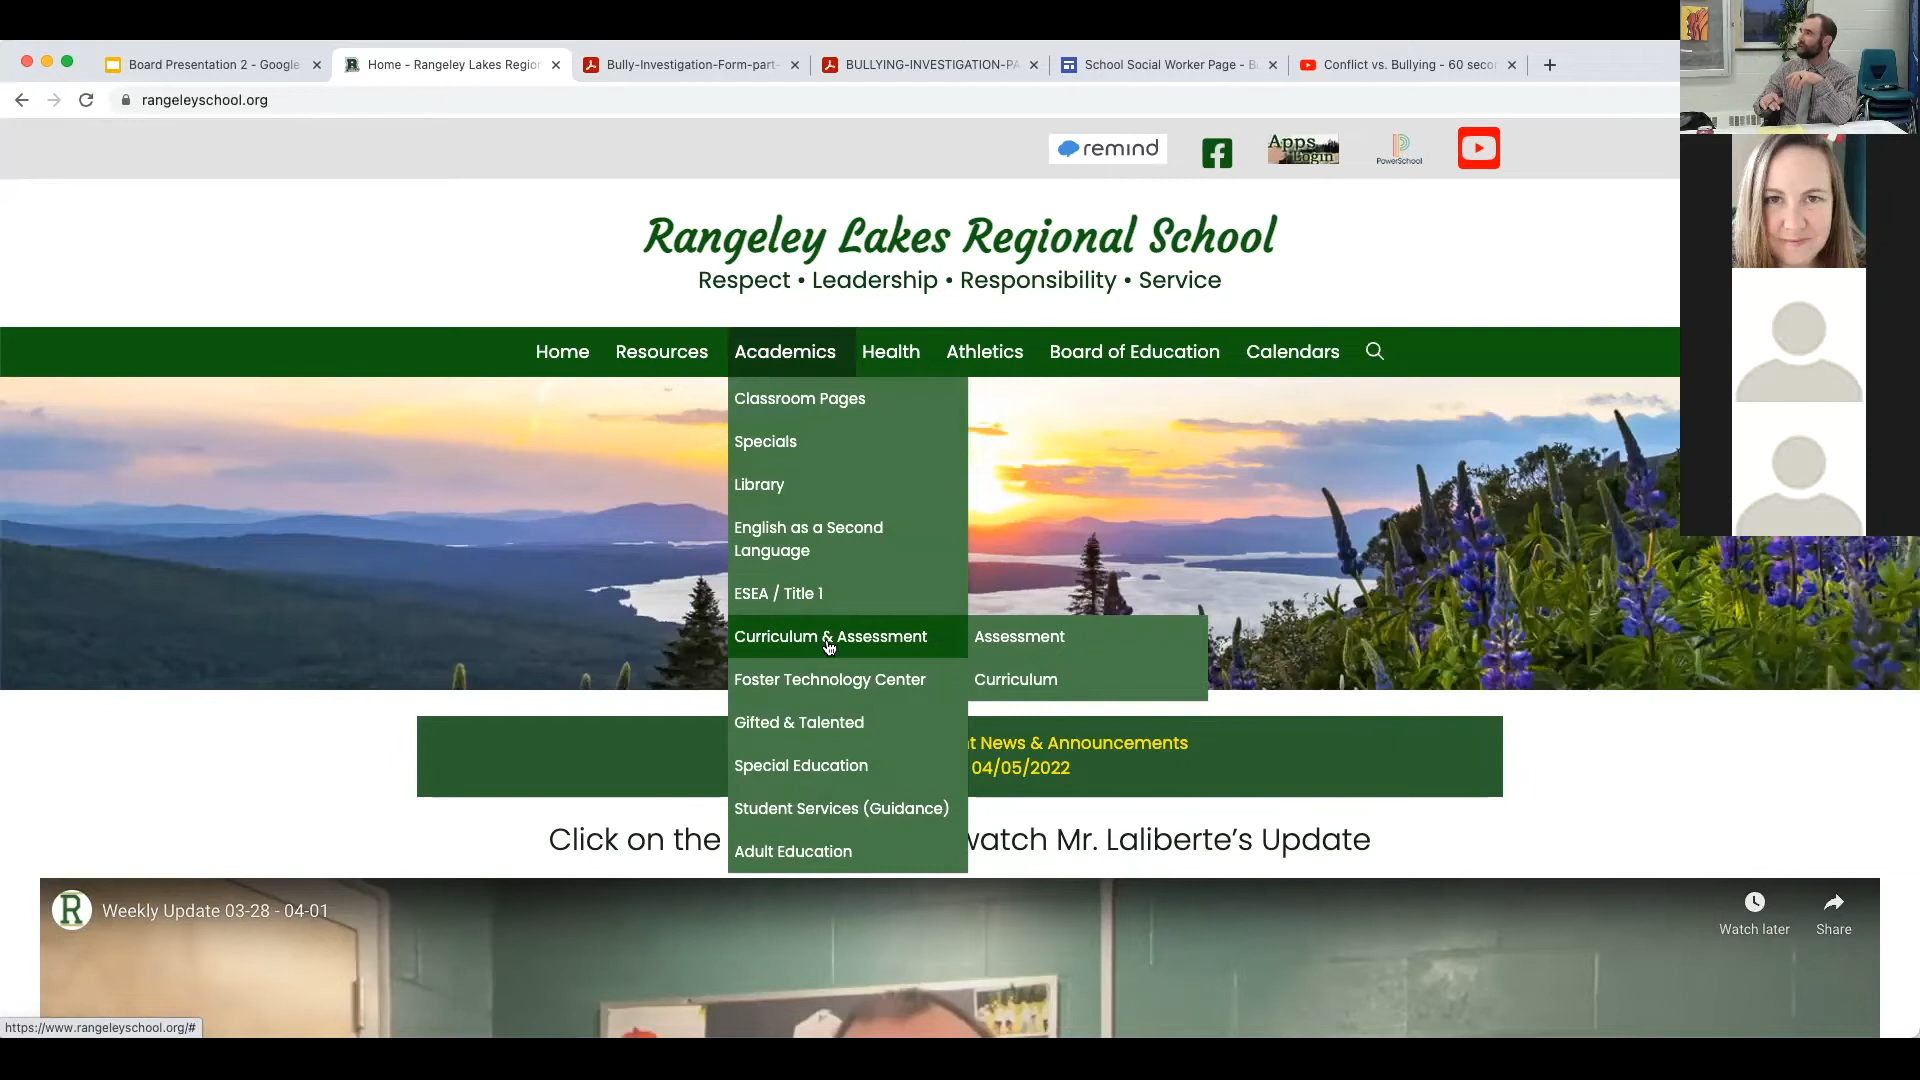 Board Presentation 2 - Google
Home - Rangeley Lakes Region
Bully-Investigation-Form-part-
BULLYING-INVESTIGATION-PA
School Social Worker Page - B
Conflict vs. Bullying - 60 seco
rangeleyschool.org
remind
Apps
Login
PowerSchool
Rangeley Lakes Regional School
Respect • Leadership • Responsibility • Service
Home
Resources
Academics
Health
Athletics
Board of Education
Calendars
Classroom Pages
Specials
Library
English as a Second
Language
ESEA / Title 1
Curriculum & Assessment
Assessment
Foster Technology Center
Curriculum
Gifted & Talented
Special Education
Student Services (Guidance)
Adult Education
t News & Announcements
04/05/2022
Click on the watch Mr. Laliberte's Update
R Weekly Update 03-28 - 04-01
Watch later
Share
https://www.rangeleyschool.org/#